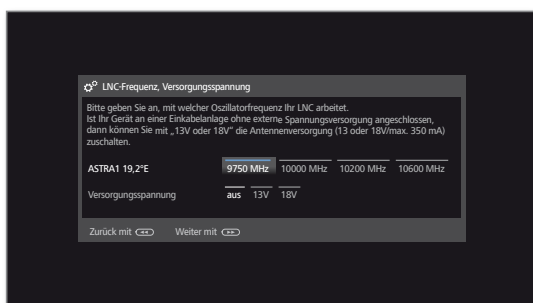 LNC-Frequenz, Versorgungsspannung
Bitte geben Sie an, mit welcher Oszillatorfrequenz Ihr LNC arbeitet.
Ist Ihr Gerät an einer Einkabelanlage ohne externe Spannungsversorgung angeschlossen,
dann können Sie mit „13V oder 18V“ die Antennenversorgung (13 oder 18V/max. 350 mA)
zuschalten.
ASTRA1 19,2°E 9750 MHz 10000 MHz 10200 MHz 10600 MHz
Versorgungsspannung aus 13V 18V
Zurück mit Weiter mit